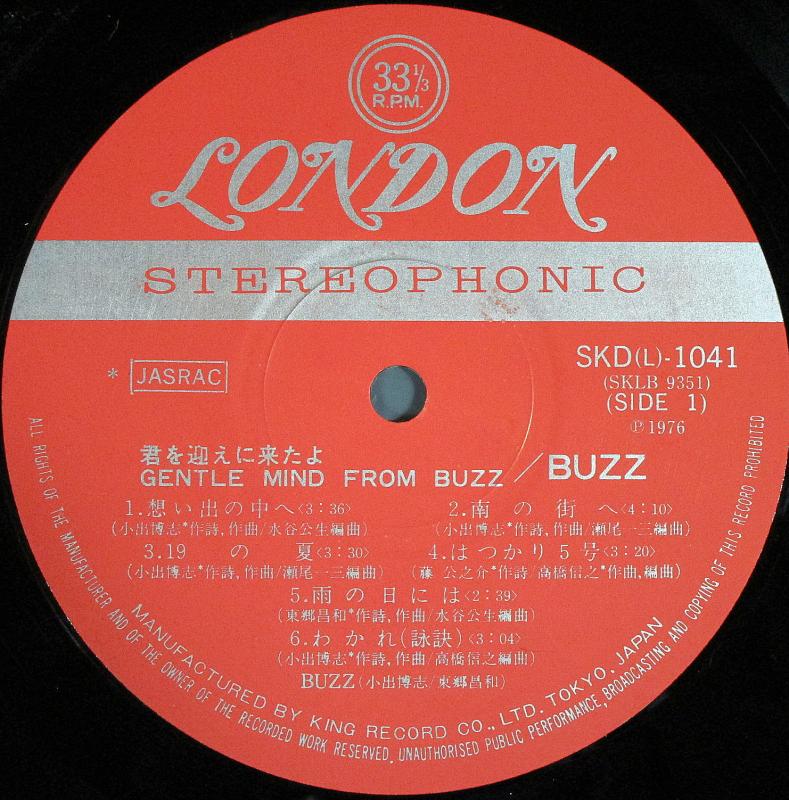 33 1/3
R.P.M.
LONDON
STEREOPHONIC
* JASRAC
SKD(L)-1041
(SKLB 9351)
(SIDE 1)
℗1976
君を迎えに来たよ
GENTLE MIND FROM BUZZ / BUZZ
1.想い出の中へ<3:36>
(小出博志*作詩,作曲/水谷公生編曲)
2.南の街へ<4:10>
(小出博志*作詩,作曲/瀬尾一三編曲)
3.19の夏<3:30>
(小出博志*作詩,作曲/瀬尾一三編曲)
4.はつかり5号<3:20>
(藤 公之介*作詩/高橋信之*作曲,編曲)
5.雨の日には<2:39>
(東郷昌和*作詩,作曲/水谷公生編曲)
6.わかれ(詠訣)<3:04>
(小出博志*作詩,作曲/高橋信之編曲)
BUZZ(小出博志/東郷昌和)
MANUFACTURED BY KING RECORD CO., LTD. TOKYO, JAPAN
ALL RIGHTS OF THE MANUFACTURER AND OF THE OWNER OF THE RECORDED WORK RESERVED, UNAUTHORISED PUBLIC PERFORMANCE, BROADCASTING AND COPYING OF THIS RECORD PROHIBITED